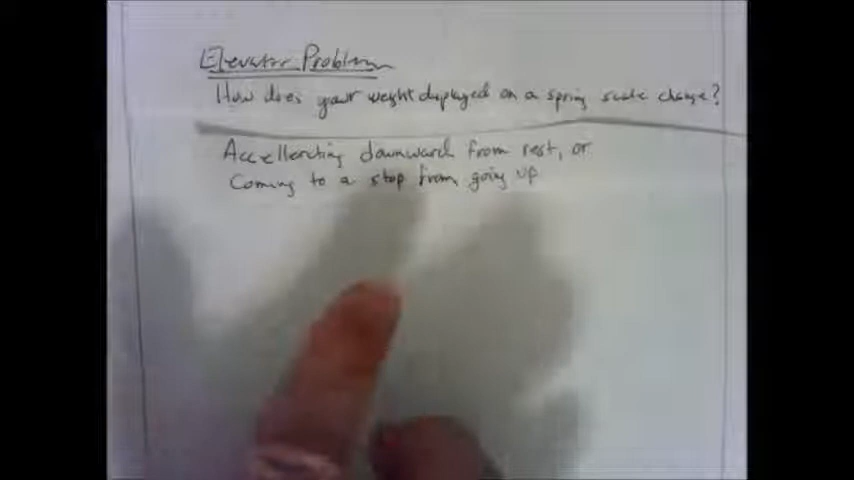 Elevator Problem
How does your weight displayed on a spring scale change?
Accellerating downward from rest, or
Coming to a stop from going up